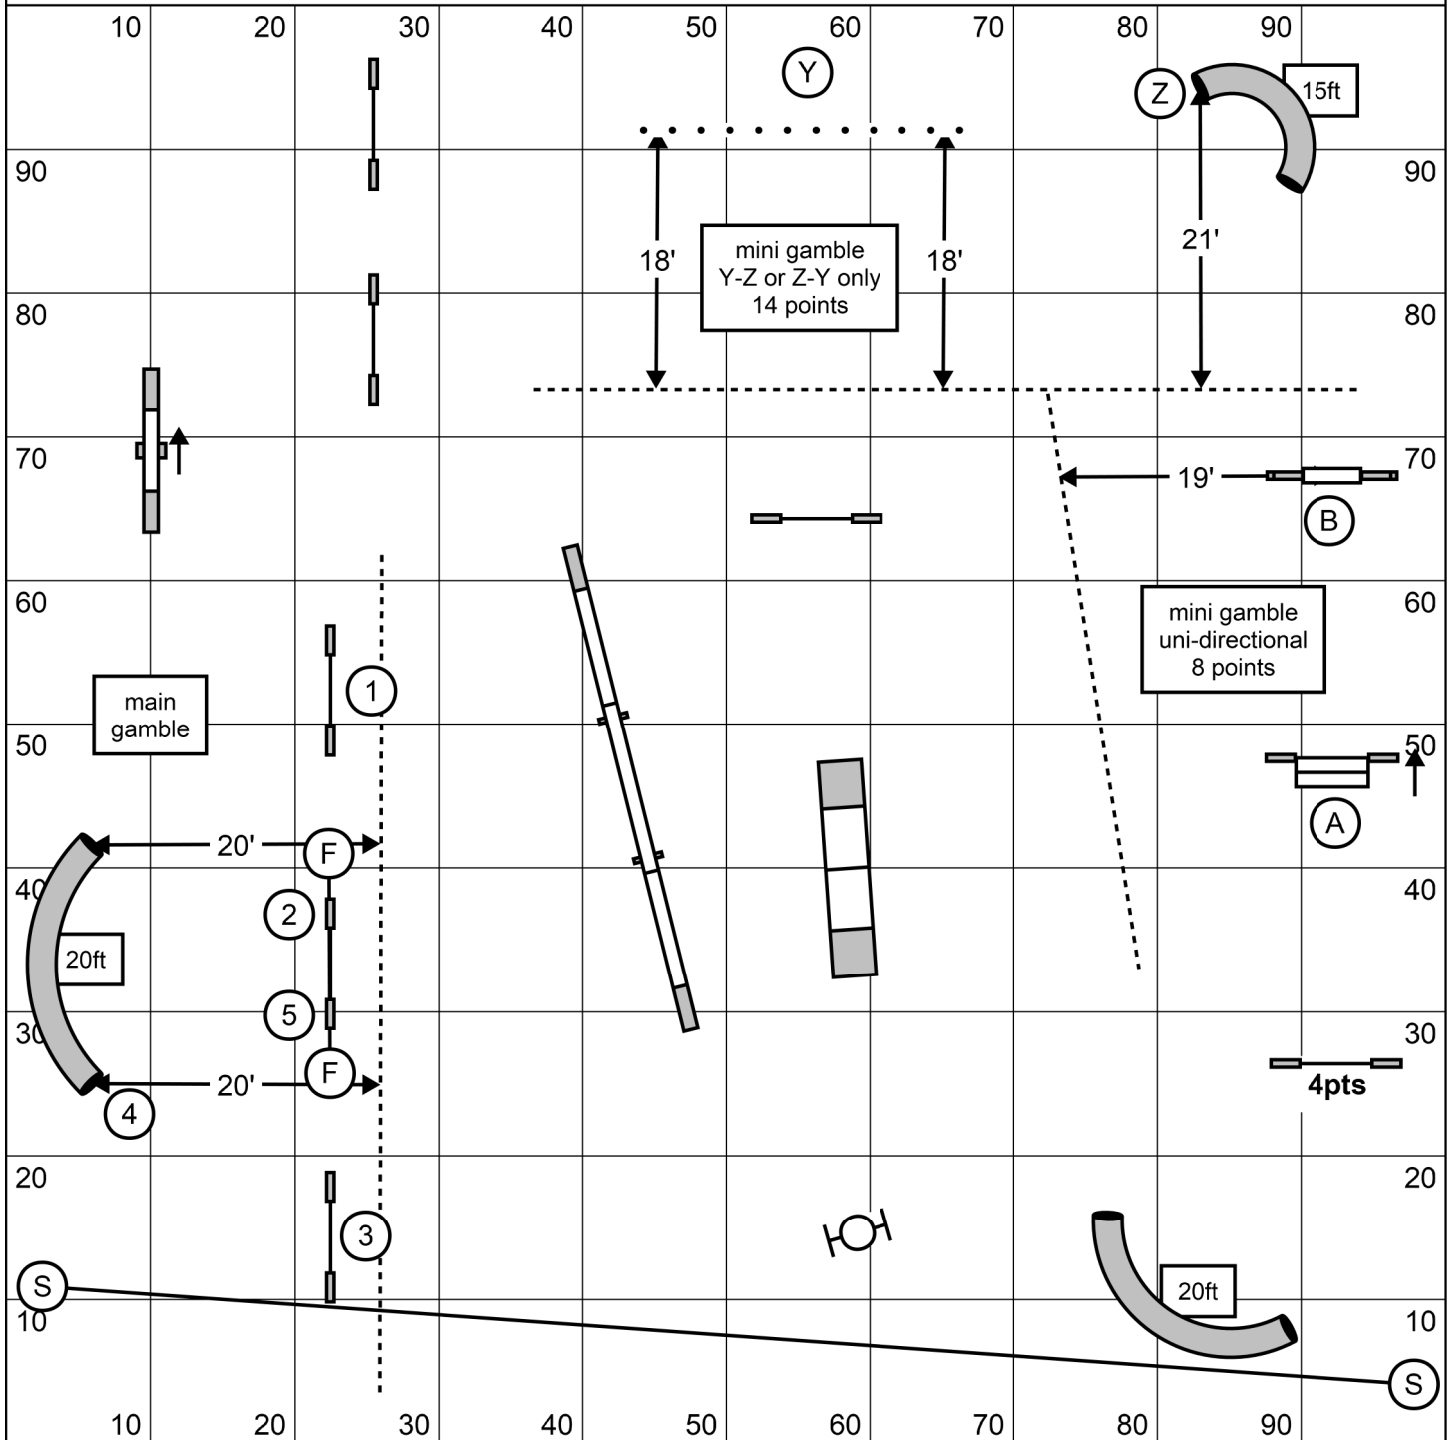 10 20 30 40 50 60 70 80 90
Y
Z
15ft
90 90
18' 18' 21'
mini gamble
Y-Z or Z-Y only
14 points
80 80
70 70
19'
B
60 60
mini gamble
uni-directional
8 points
main
gamble
1
50 50
A
20'
F
40 40
2
20ft
5
30 30
20'
F
4
4pts
20 20
3
S
20ft
10 10
S
10 20 30 40 50 60 70 80 90